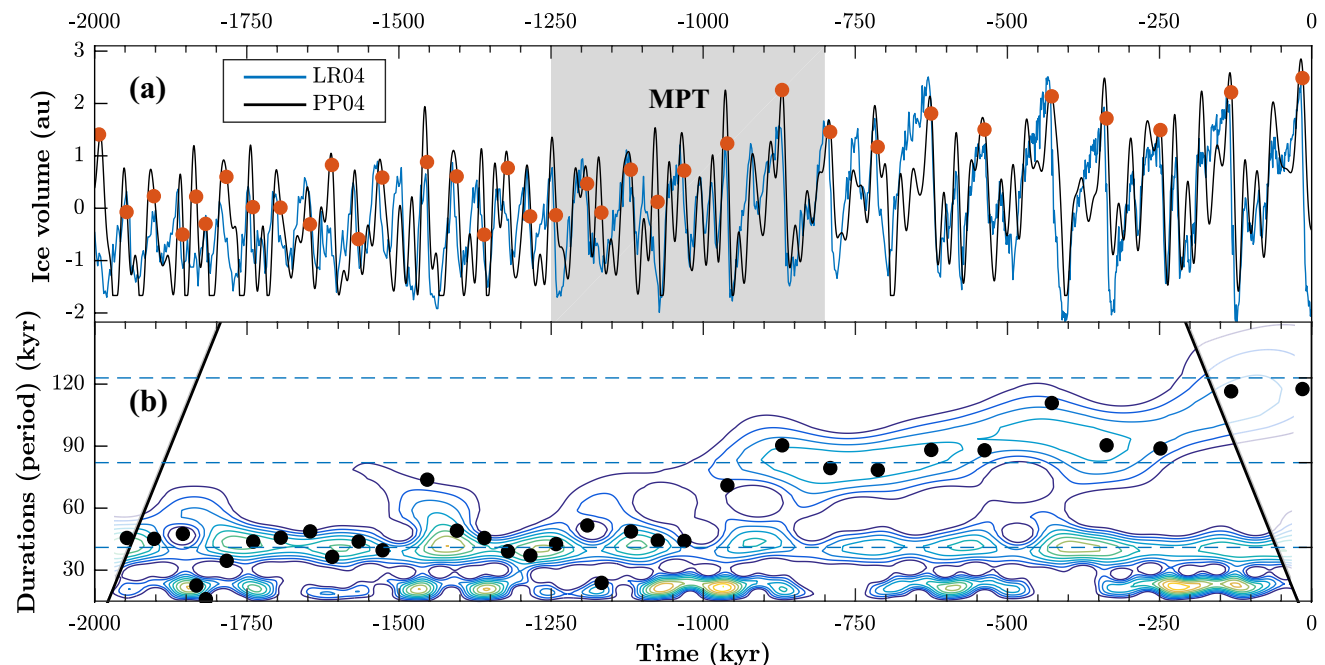 -2000 -1750 -1500 -1250 -1000 -750 -500 -250 0
3
2
1
0
-1
-2
Ice volume (au)
(a)
LR04
PP04
MPT
120
90
60
30
Durations (period) (kyr)
(b)
-2000 -1750 -1500 -1250 -1000 -750 -500 -250 0
Time (kyr)